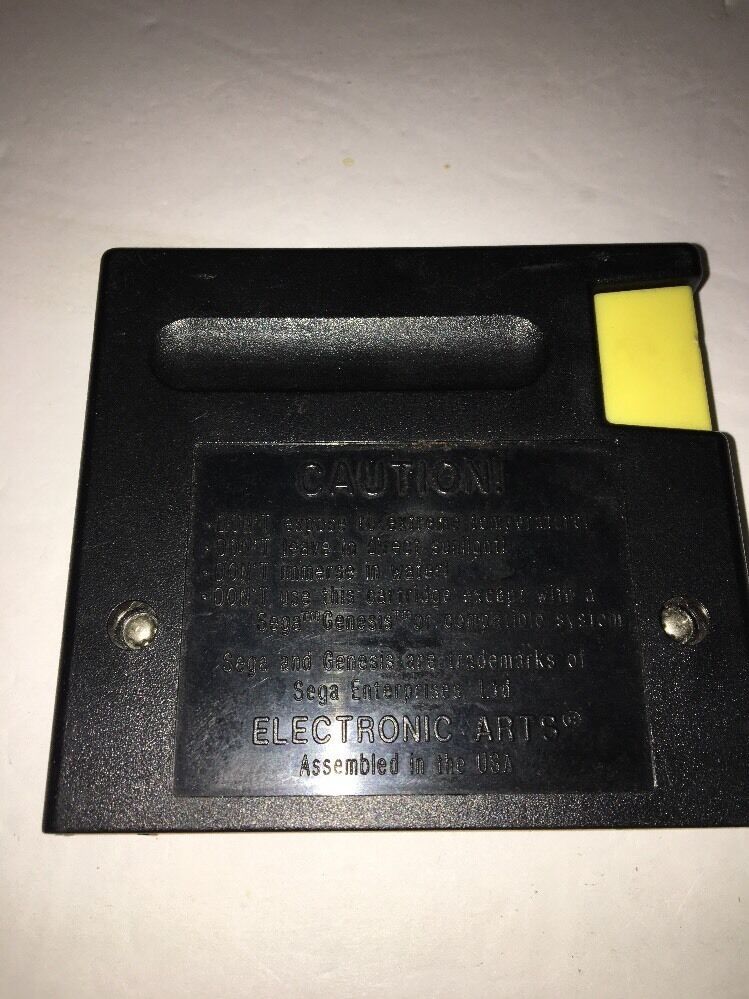 CAUTION!
· DON'T expose to extreme temperature.
· DON'T leave in direct sunlight!
· DON'T immerse in water!
· DON'T use this cartridge except with a
Sega™ Genesis™ or compatible system
Sega and Genesis are trademarks of
Sega Enterprises, Ltd
ELECTRONIC ARTS®
Assembled in the USA